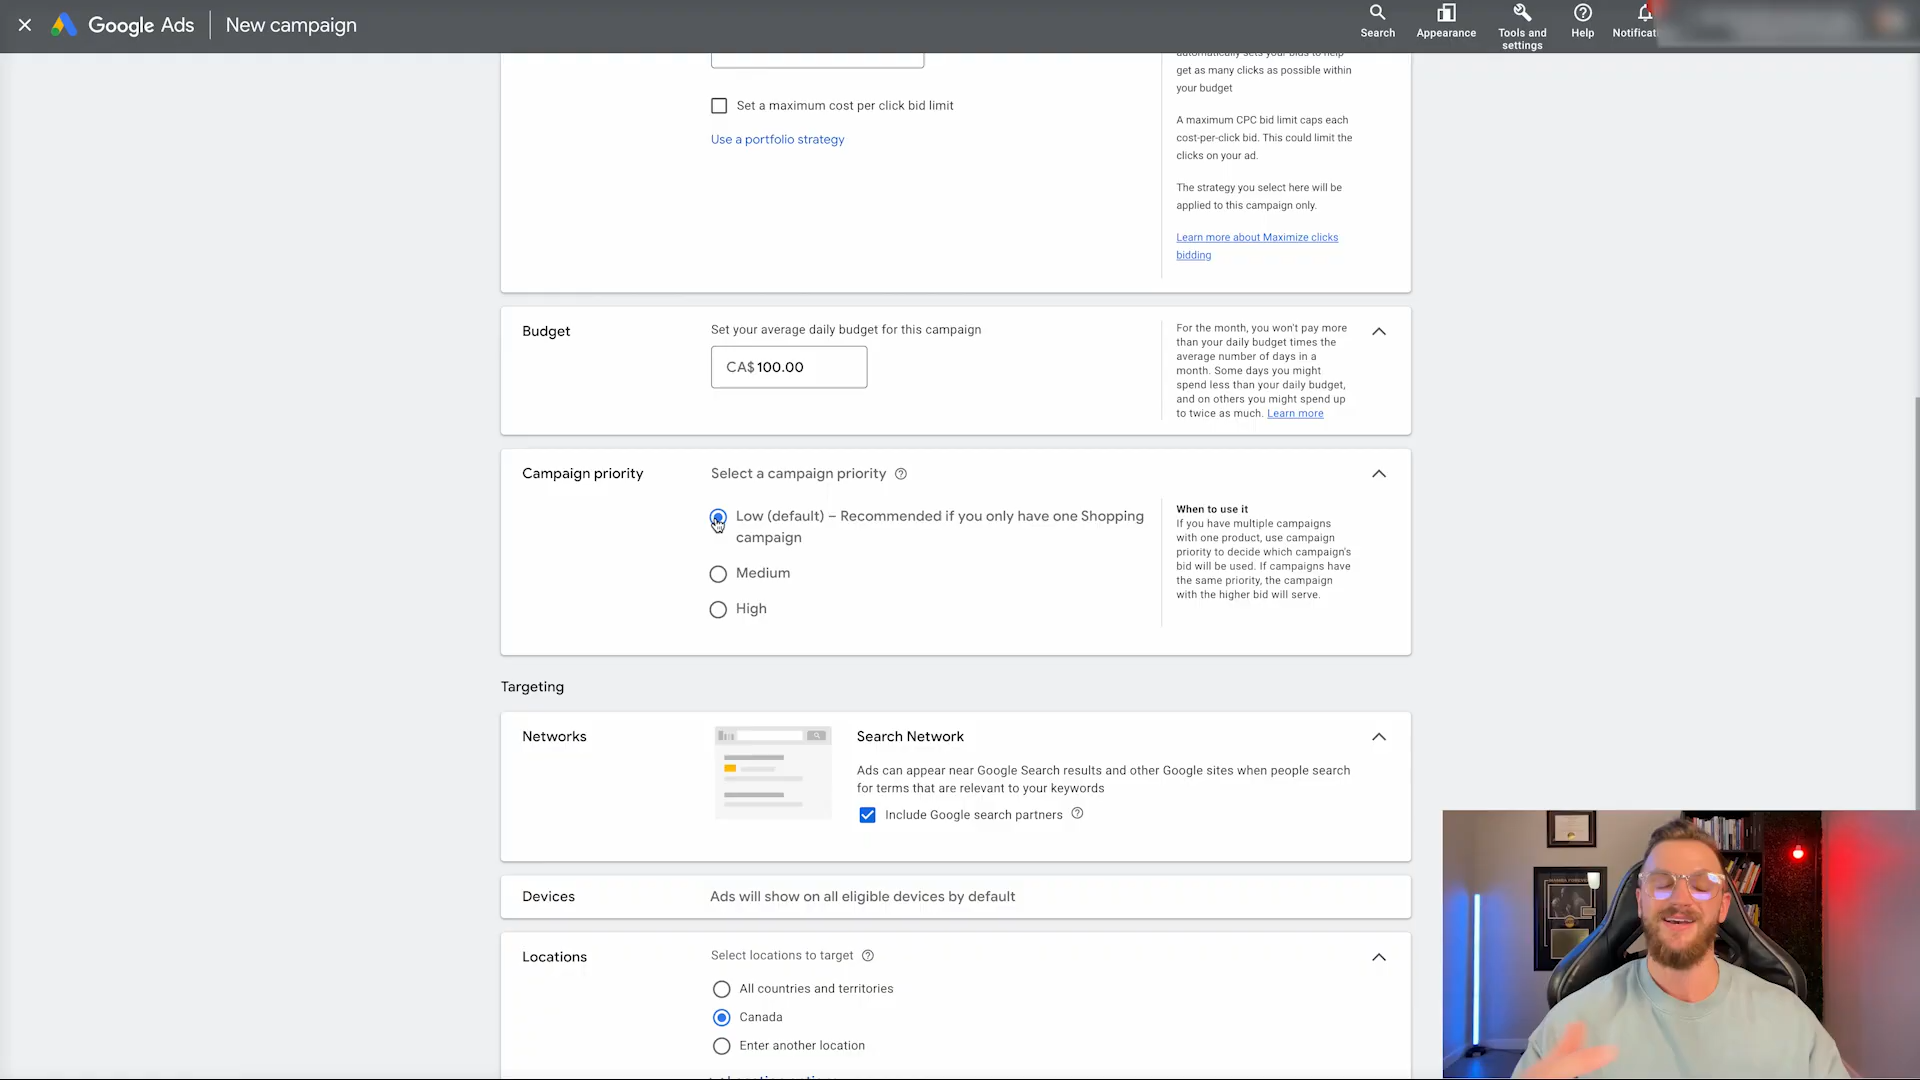 Google Ads
New campaign
Search
Appearance
Tools and
settings
Help
Notificat
automatically sets your bids to help
get as many clicks as possible within
your budget
Set a maximum cost per click bid limit
Use a portfolio strategy
A maximum CPC bid limit caps each
cost-per-click bid. This could limit the
clicks on your ad.
The strategy you select here will be
applied to this campaign only.
Learn more about Maximize clicks
bidding
Budget
Set your average daily budget for this campaign
CA$ 100.00
For the month, you won't pay more
than your daily budget times the
average number of days in a
month. Some days you might
spend less than your daily budget,
and on others you might spend up
to twice as much. Learn more
Campaign priority
Select a campaign priority
Low (default) – Recommended if you only have one Shopping
campaign
Medium
High
When to use it
If you have multiple campaigns
with one product, use campaign
priority to decide which campaign's
bid will be used. If campaigns have
the same priority, the campaign
with the higher bid will serve.
Targeting
Networks
Search Network
Ads can appear near Google Search results and other Google sites when people search
for terms that are relevant to your keywords
Include Google search partners
Devices
Ads will show on all eligible devices by default
Locations
Select locations to target
All countries and territories
Canada
Enter another location